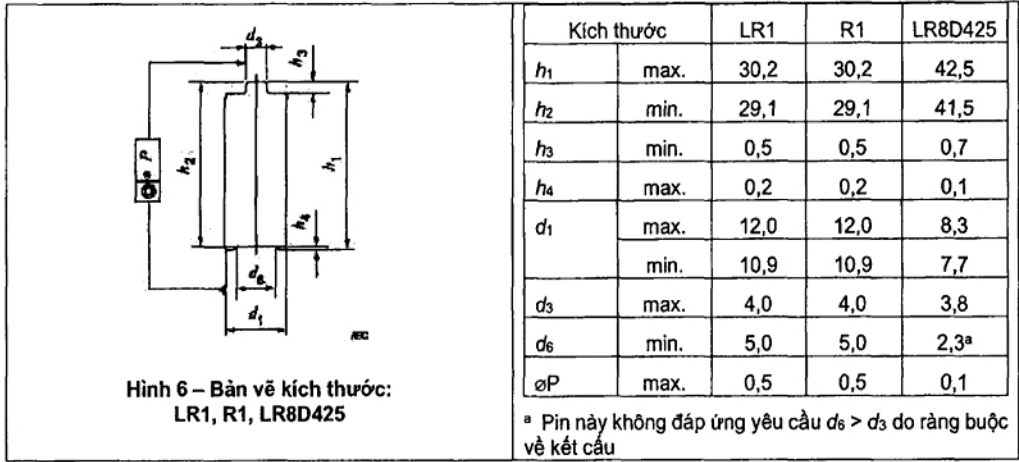 d3
h3
ø P ◎
h2
h1
h4
d6
d1
IEC
Hình 6 – Bản vẽ kích thước:
LR1, R1, LR8D425
Kích thước LR1 R1 LR8D425
h1 max. 30,2 30,2 42,5
h2 min. 29,1 29,1 41,5
h3 min. 0,5 0,5 0,7
h4 max. 0,2 0,2 0,1
d1 max. 12,0 12,0 8,3
min. 10,9 10,9 7,7
d3 max. 4,0 4,0 3,8
d6 min. 5,0 5,0 2,3a
øP max. 0,5 0,5 0,1
a Pin này không đáp ứng yêu cầu d6 > d3 do ràng buộc
về kết cấu